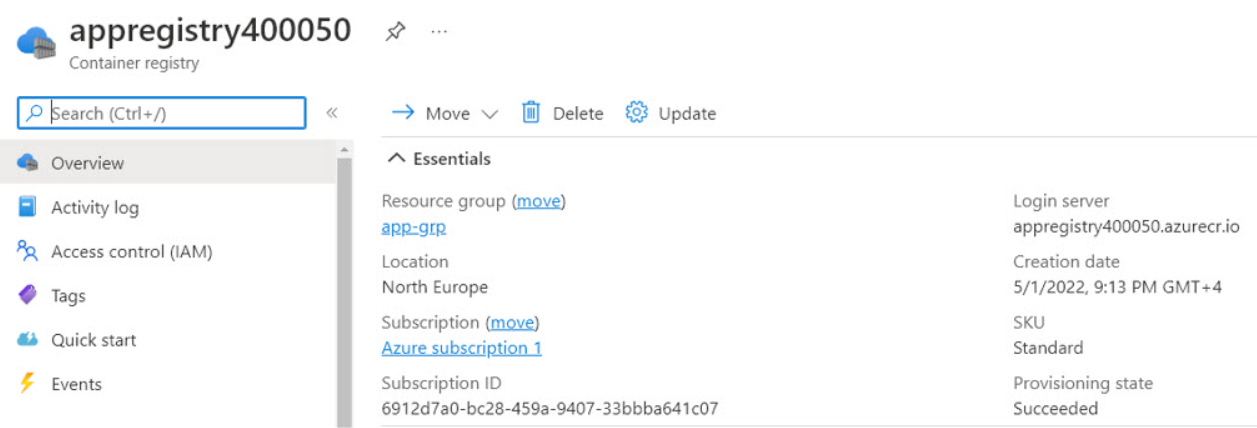 appregistry400050 ...
Container registry
Search (Ctrl+/) «
Overview
Activity log
Access control (IAM)
Tags
Quick start
Events
Move Delete Update
Essentials
Resource group (move)
app-grp
Location
North Europe
Subscription (move)
Azure subscription 1
Subscription ID
6912d7a0-bc28-459a-9407-33bbba641c07
Login server
appregistry400050.azurecr.io
Creation date
5/1/2022, 9:13 PM GMT+4
SKU
Standard
Provisioning state
Succeeded